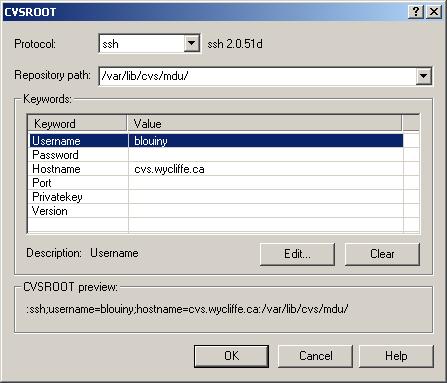 CVSROOT
Protocol: ssh ssh 2.0.51d
Repository path: /var/lib/cvs/mdu/
Keywords:
Keyword Value
Username blouiny
Password
Hostname cvs.wycliffe.ca
Port
Privatekey
Version
Description: Username Edit... Clear
CVSROOT preview:
:ssh;username=blouiny;hostname=cvs.wycliffe.ca:/var/lib/cvs/mdu/
OK Cancel Help